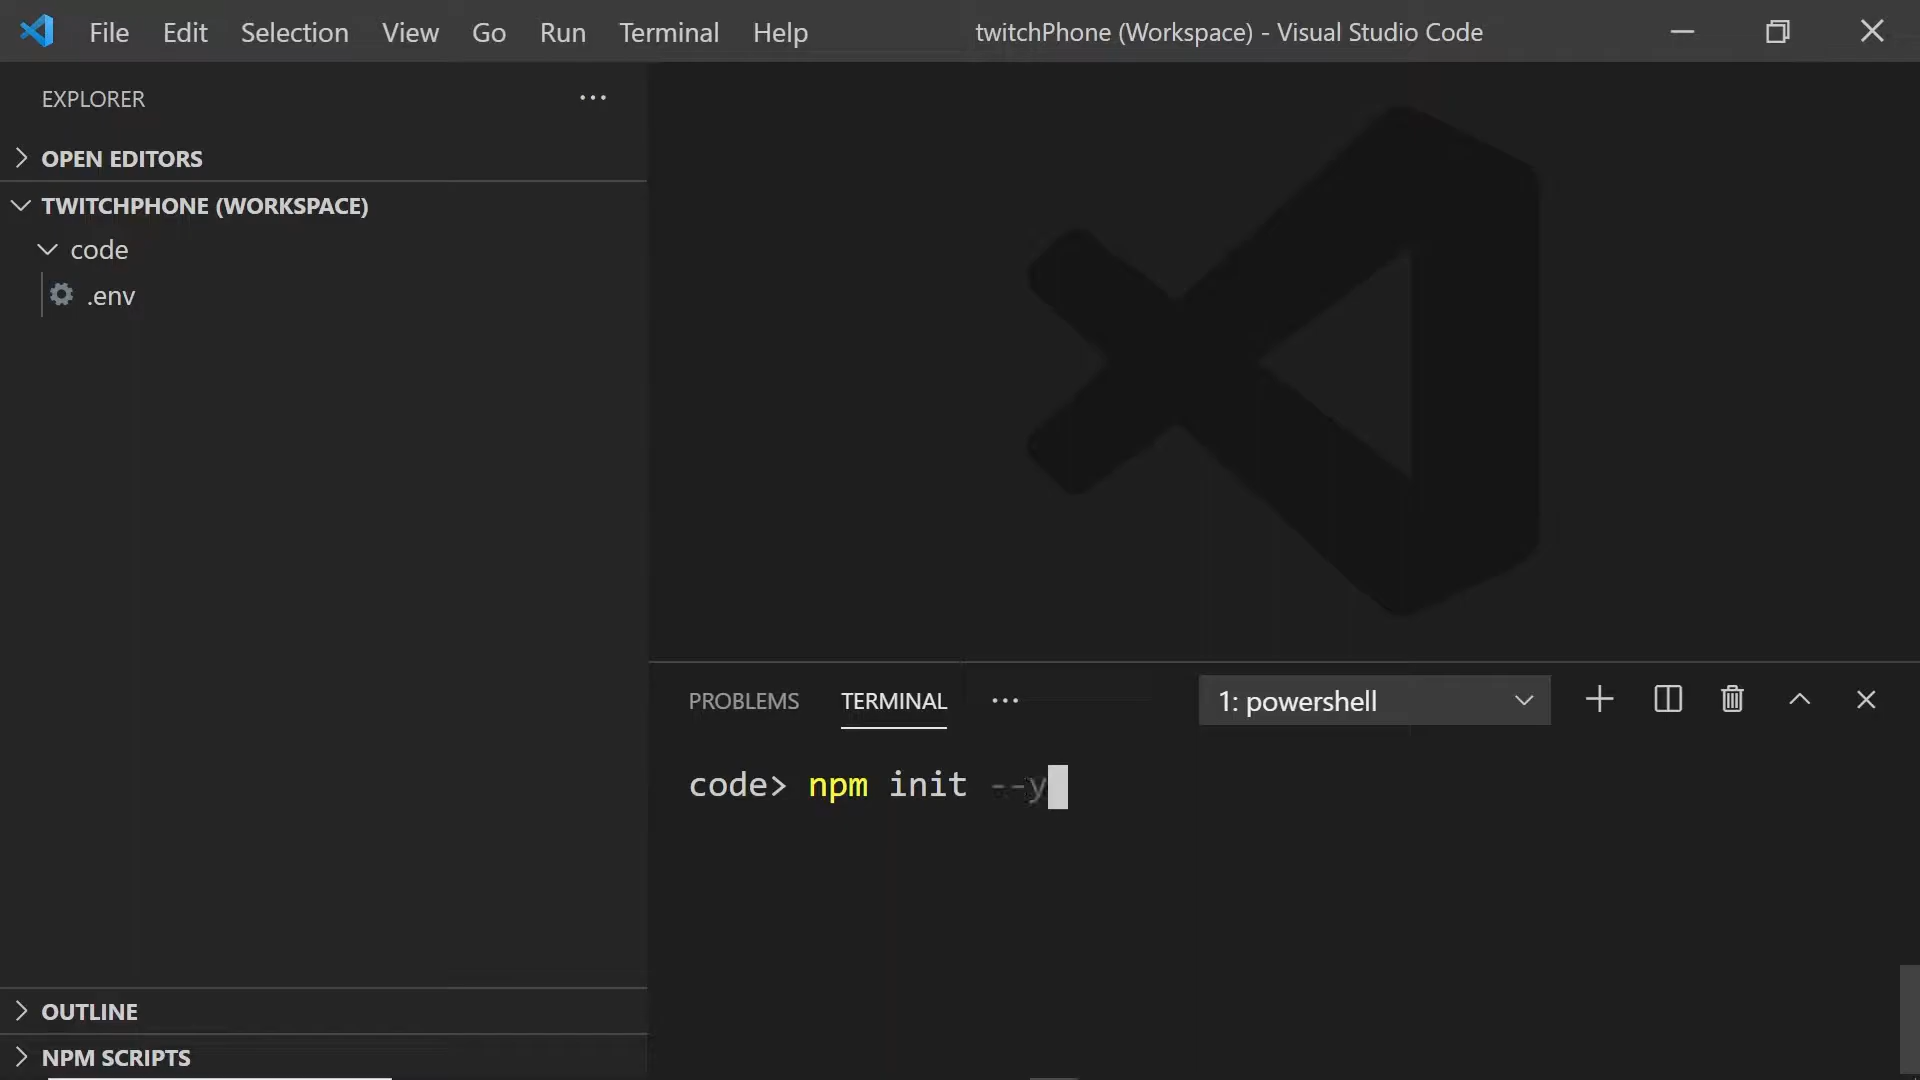 File Edit Selection View Go Run Terminal Help twitchPhone (Workspace) - Visual Studio Code
EXPLORER
OPEN EDITORS
TWITCHPHONE (WORKSPACE)
code
.env
PROBLEMS TERMINAL 1: powershell
code> npm init --y
OUTLINE
NPM SCRIPTS